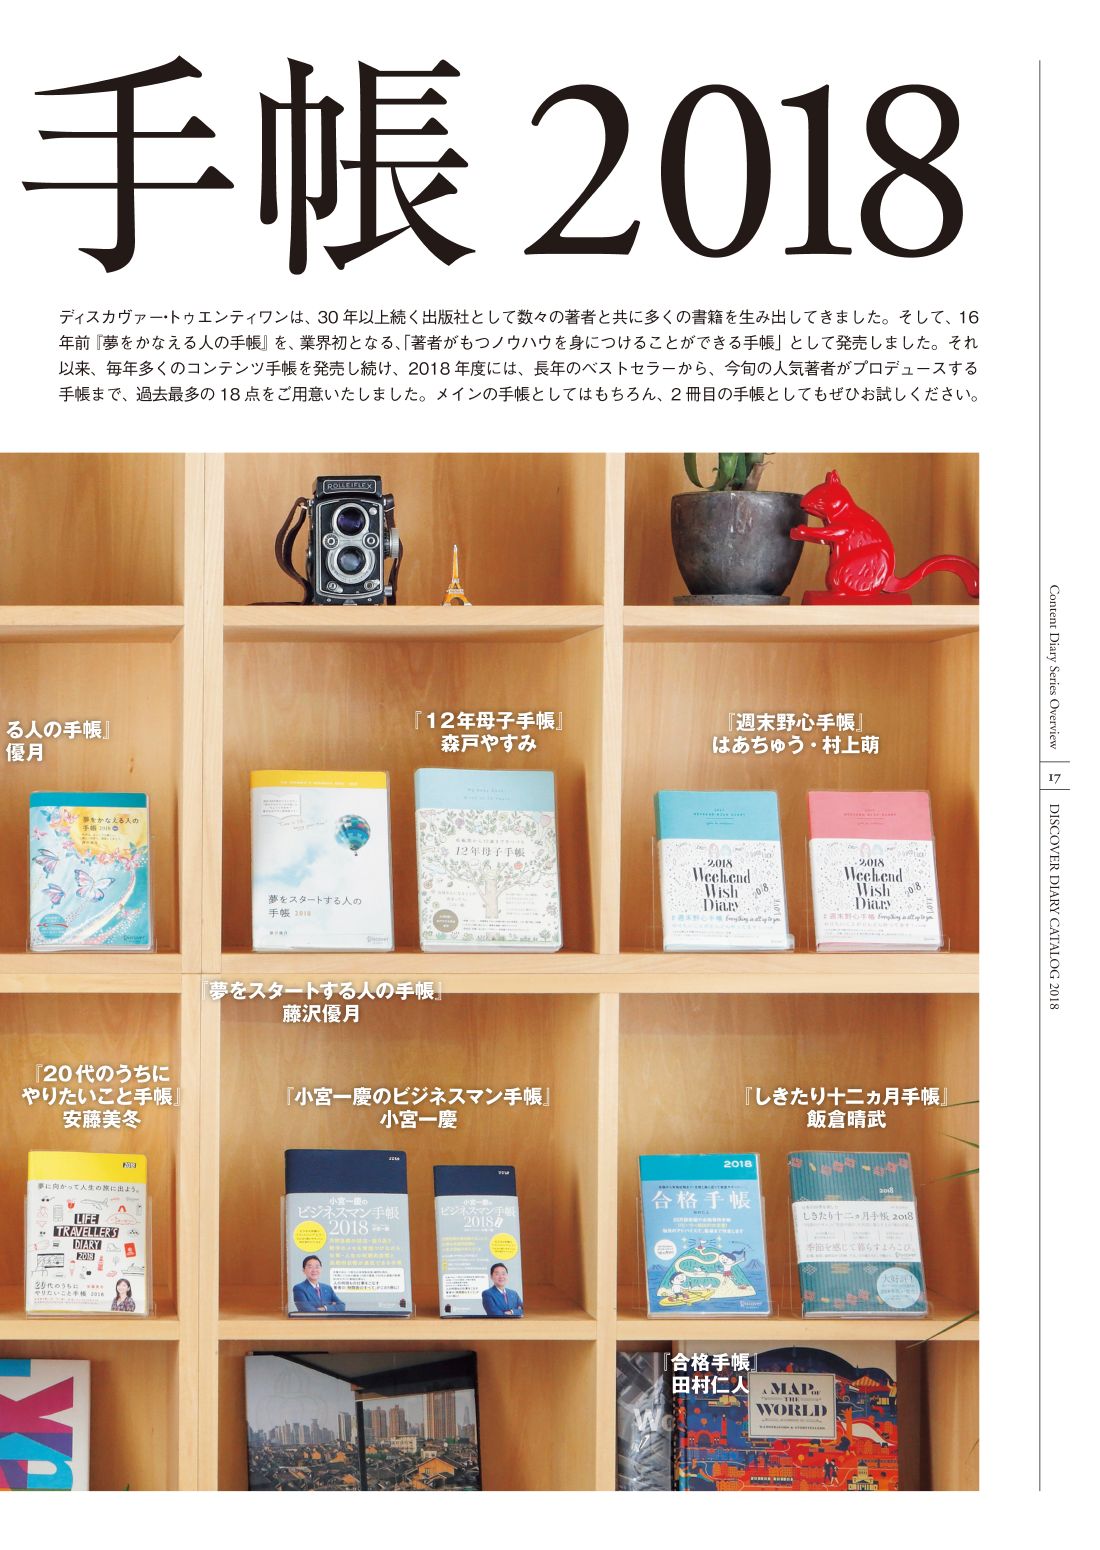 手帳 2018
ディスカヴァー・トゥエンティワンは、30 年以上続く出版社として数々の著者と共に多くの書籍を生み出してきました。そして、16
年前『夢をかなえる人の手帳』を、業界初となる、「著者がもつノウハウを身につけることができる手帳」として発売しました。それ
以来、毎年多くのコンテンツ手帳を発売し続け、2018 年度には、長年のベストセラーから、今旬の人気著者がプロデュースする
手帳まで、過去最多の 18 点をご用意いたしました。メインの手帳としてはもちろん、2 冊目の手帳としてもぜひお試しください。
Content Diary Series Overview
17
DISCOVER DIARY CATALOG 2018
ROLLEIFLEX
る人の手帳』
優月
『12年母子手帳』
森戸やすみ
『週末野心手帳』
はあちゅう・村上萌
夢をかなえる人の
手帳 2018
夢をスタートする人の
手帳 2018
藤沢優月
12年母子手帳
2018
Weekend
Wish
Diary
#週末野心手帳
Everything is all up to you
2018
Weekend
Wish
Diary
#週末野心手帳
Everything is all up to you
『夢をスタートする人の手帳』
藤沢優月
『20代のうちに
やりたいこと手帳』
安藤美冬
『小宮一慶のビジネスマン手帳』
小宮一慶
『しきたり十二ヵ月手帳』
飯倉晴武
2018
夢に向かって人生の旅に出よう。
LIFE
TRAVELLER'S
DIARY
2018
20代のうちに
やりたいこと手帳 2018
2018
小宮一慶の
ビジネスマン手帳
2018
2018
小宮一慶の
ビジネスマン手帳
2018
2018
合格手帳
2018
しきたり十二ヵ月手帳 2018
季節を感じて暮らすよろこび。
大好評!
『合格手帳』
田村仁人
A MAP OF
THE
WORLD